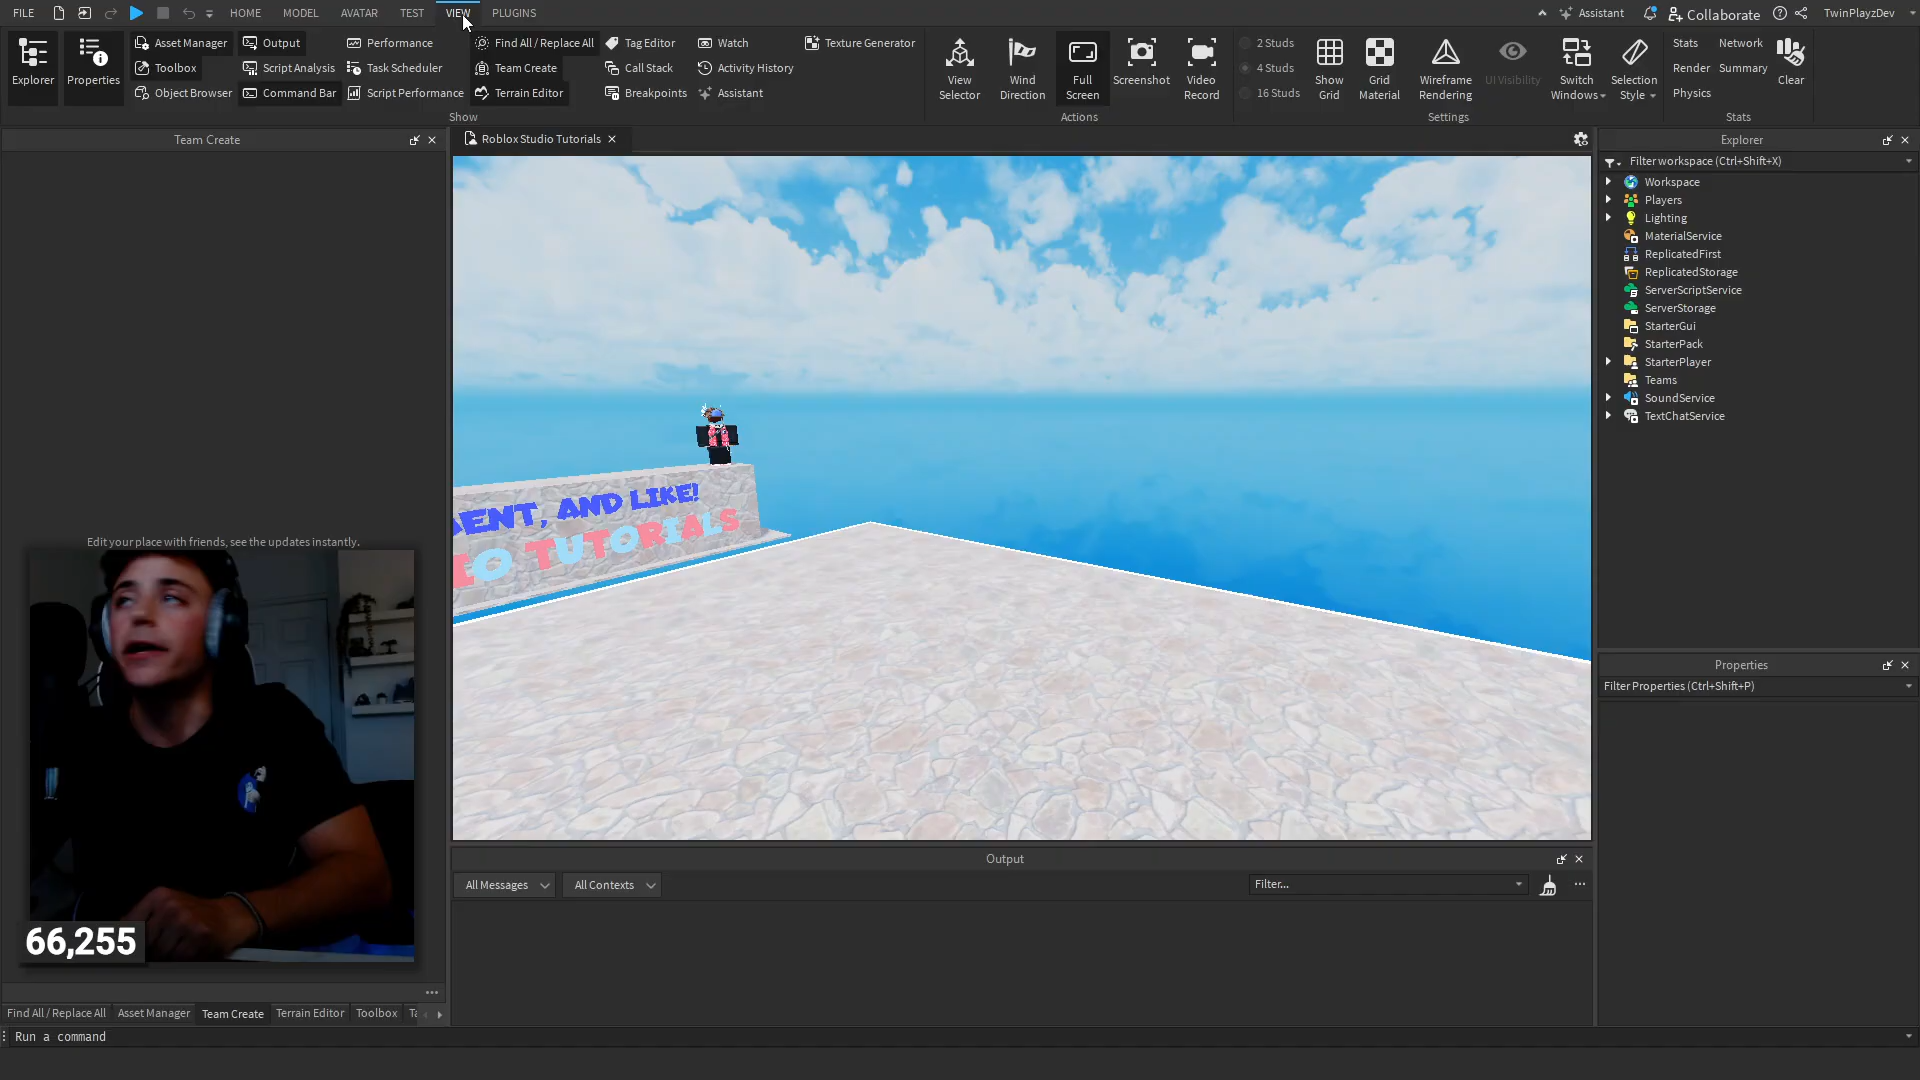 FILE HOME MODEL AVATAR TEST VIEW PLUGINS Assistant Collaborate TwinPlayzDev
Explorer
Properties
Asset Manager
Toolbox
Object Browser
Output
Script Analysis
Command Bar
Performance
Task Scheduler
Script Performance
Find All / Replace All
Team Create
Terrain Editor
Tag Editor
Call Stack
Breakpoints
Watch
Activity History
Assistant
Texture Generator
Show
View
Selector
Wind
Direction
Full
Screen
Screenshot
Video
Record
Actions
2 Studs
4 Studs
16 Studs
Show
Grid
Grid
Material
Wireframe
Rendering
UI Visibility
Switch
Windows
Selection
Style
Settings
Stats
Render
Physics
Network
Summary
Clear
Stats
Team Create
Edit your place with friends, see the updates instantly.
66,255
Find All / Replace All Asset Manager Team Create Terrain Editor Toolbox
Roblox Studio Tutorials
ENT, AND LIKE!
IO TUTORIALS
Output
All Messages All Contexts Filter...
Explorer
Filter workspace (Ctrl+Shift+X)
Workspace
Players
Lighting
MaterialService
ReplicatedFirst
ReplicatedStorage
ServerScriptService
ServerStorage
StarterGui
StarterPack
StarterPlayer
Teams
SoundService
TextChatService
Properties
Filter Properties (Ctrl+Shift+P)
Run a command